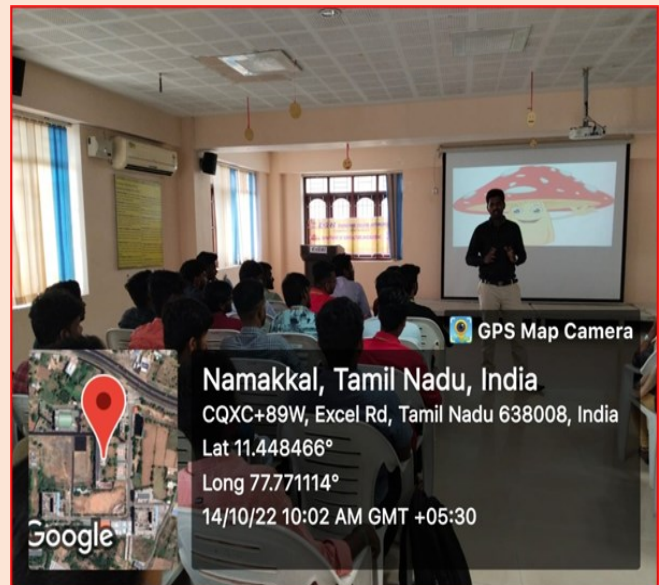 GPS Map Camera
Namakkal, Tamil Nadu, India
CQXC+89W, Excel Rd, Tamil Nadu 638008, India
Lat 11.448466°
Long 77.771114°
14/10/22 10:02 AM GMT +05:30
Google